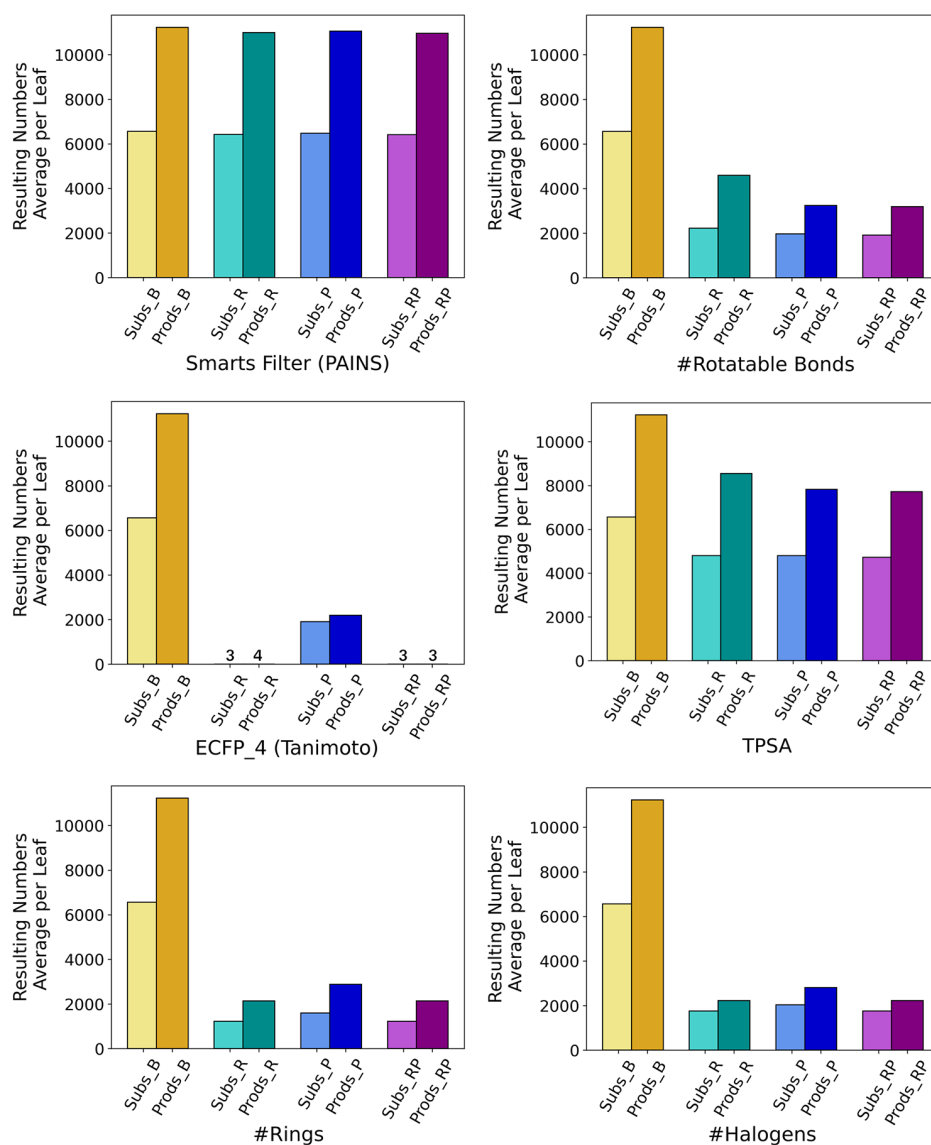 Resulting Numbers
Average per Leaf
10000
8000
6000
4000
2000
0
Subs_B
Prods_B
Subs_R
Prods_R
Subs_P
Prods_P
Subs_RP
Prods_RP
Smarts Filter (PAINS)
Resulting Numbers
Average per Leaf
10000
8000
6000
4000
2000
0
Subs_B
Prods_B
Subs_R
Prods_R
Subs_P
Prods_P
Subs_RP
Prods_RP
#Rotatable Bonds
Resulting Numbers
Average per Leaf
10000
8000
6000
4000
2000
0
3
4
3
3
Subs_B
Prods_B
Subs_R
Prods_R
Subs_P
Prods_P
Subs_RP
Prods_RP
ECFP_4 (Tanimoto)
Resulting Numbers
Average per Leaf
10000
8000
6000
4000
2000
0
Subs_B
Prods_B
Subs_R
Prods_R
Subs_P
Prods_P
Subs_RP
Prods_RP
TPSA
Resulting Numbers
Average per Leaf
10000
8000
6000
4000
2000
0
Subs_B
Prods_B
Subs_R
Prods_R
Subs_P
Prods_P
Subs_RP
Prods_RP
#Rings
Resulting Numbers
Average per Leaf
10000
8000
6000
4000
2000
0
Subs_B
Prods_B
Subs_R
Prods_R
Subs_P
Prods_P
Subs_RP
Prods_RP
#Halogens